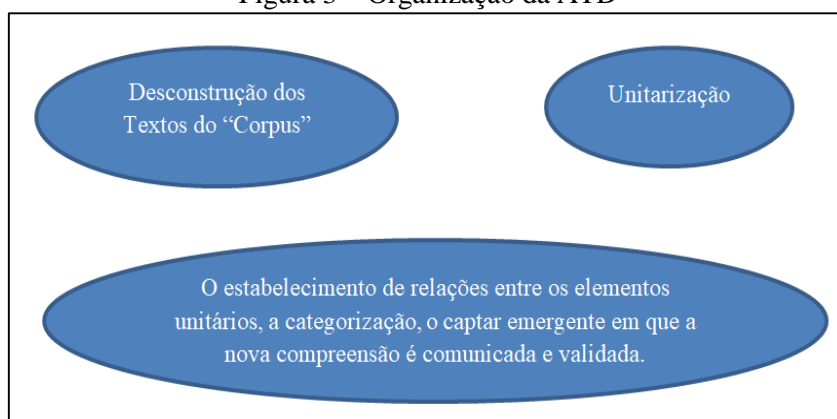 Figura 3 – Organização da ATD
Desconstrução dos
Textos do “Corpus”
Unitarização
O estabelecimento de relações entre os elementos
unitários, a categorização, o captar emergente em que a
nova compreensão é comunicada e validada.